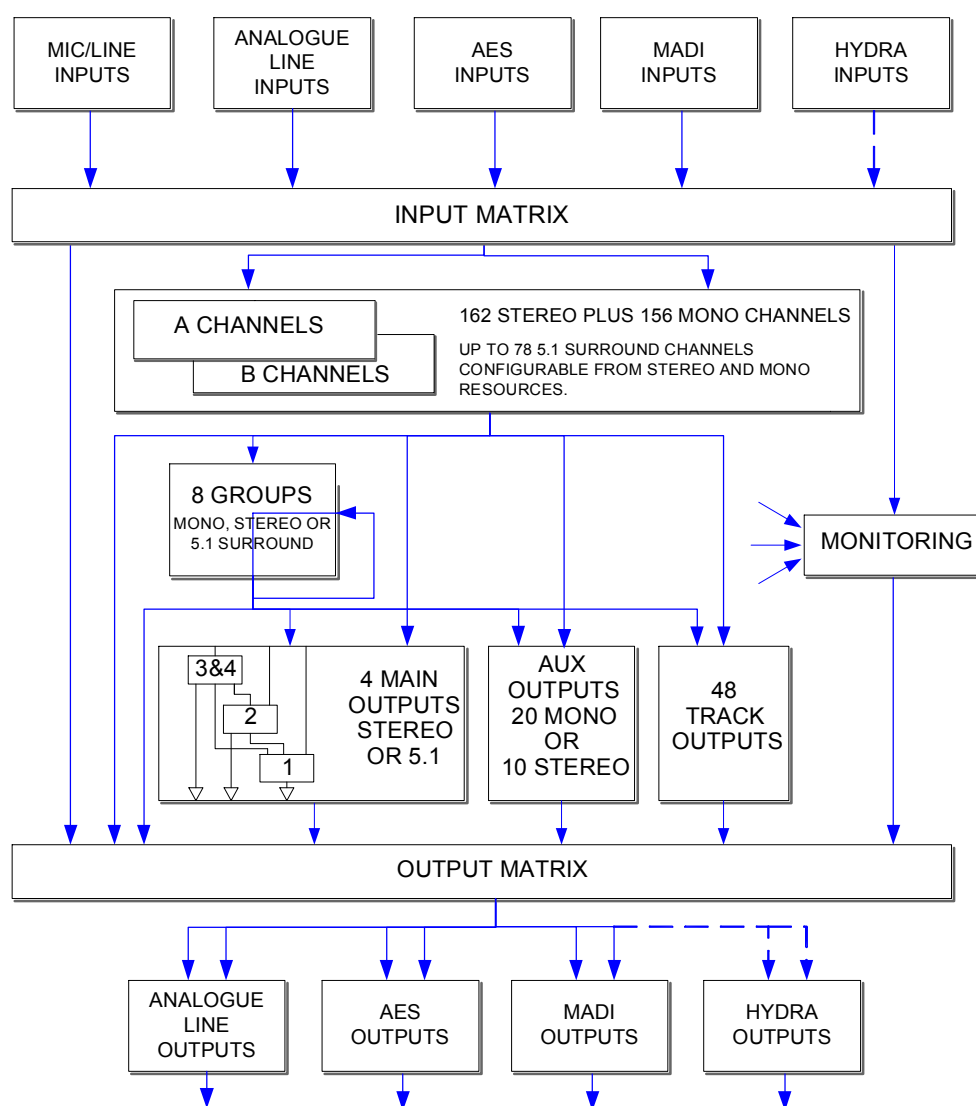 MIC/LINE
INPUTS
ANALOGUE
LINE
INPUTS
AES
INPUTS
MADI
INPUTS
HYDRA
INPUTS
INPUT MATRIX
A CHANNELS
B CHANNELS
162 STEREO PLUS 156 MONO CHANNELS
UP TO 78 5.1 SURROUND CHANNELS
CONFIGURABLE FROM STEREO AND MONO
RESOURCES.
8 GROUPS
MONO, STEREO OR
5.1 SURROUND
MONITORING
3&4
2
1
4 MAIN
OUTPUTS
STEREO
OR 5.1
AUX
OUTPUTS
20 MONO
OR
10 STEREO
48
TRACK
OUTPUTS
OUTPUT MATRIX
ANALOGUE
LINE
OUTPUTS
AES
OUTPUTS
MADI
OUTPUTS
HYDRA
OUTPUTS